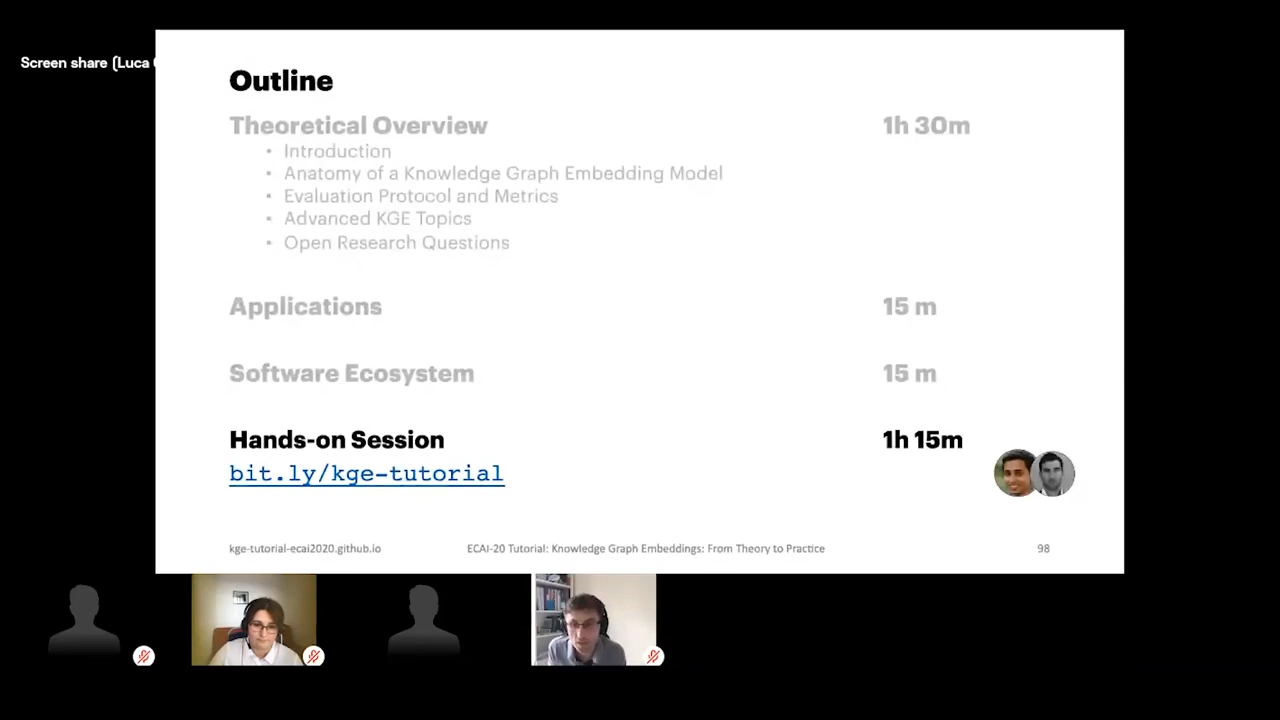 Screen share (Luca
Outline
Theoretical Overview 1h 30m
• Introduction
• Anatomy of a Knowledge Graph Embedding Model
• Evaluation Protocol and Metrics
• Advanced KGE Topics
• Open Research Questions
Applications 15 m
Software Ecosystem 15 m
Hands-on Session 1h 15m
bit.ly/kge-tutorial
kge-tutorial-ecai2020.github.io ECAI-20 Tutorial: Knowledge Graph Embeddings: From Theory to Practice 98